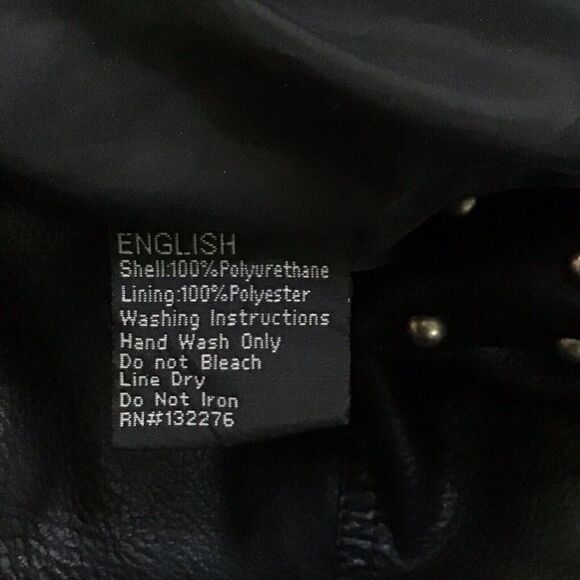 ENGLISH
Shell:100%Polyurethane
Lining:100%Polyester
Washing Instructions
Hand Wash Only
Do not Bleach
Line Dry
Do Not Iron
RN#132276